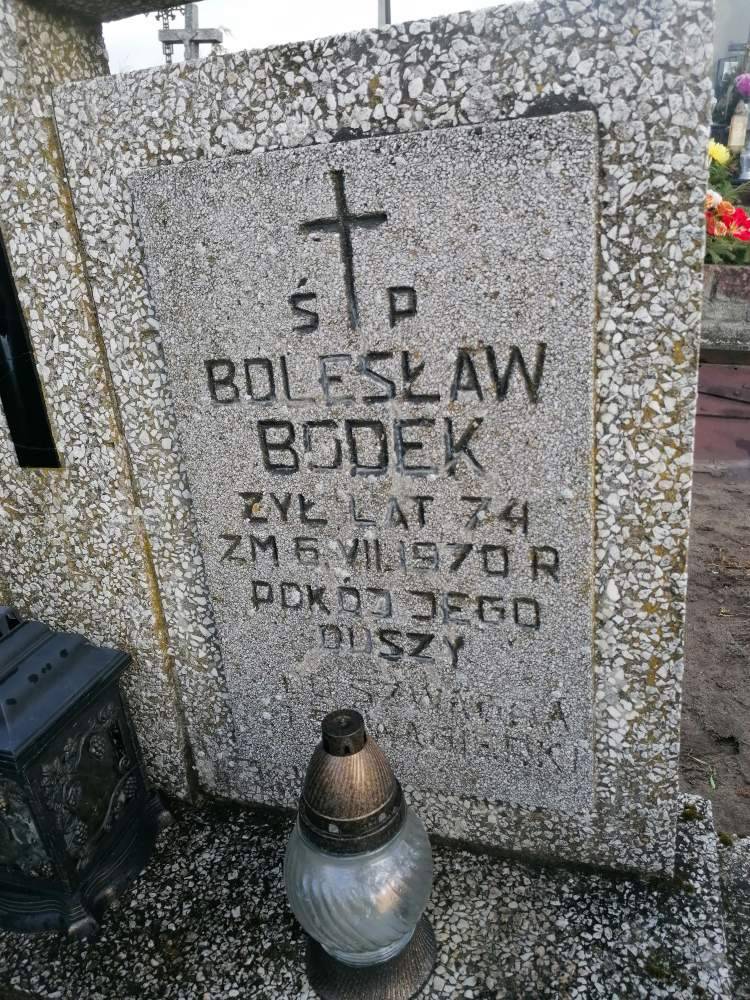 Ś P
BOLESŁAW
BODEK
ŻYŁ LAT 74
ZM 6.VII.1970 R
POKÓJ JEGO
DUSZY